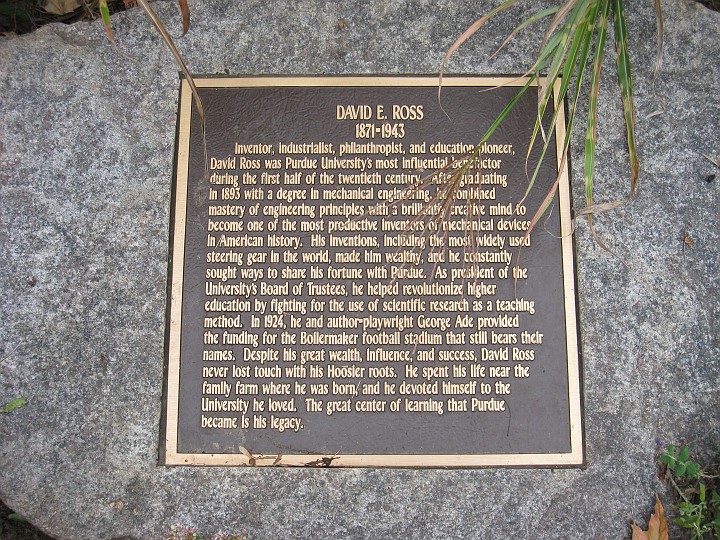 DAVID E. ROSS
1871-1943
Inventor, industrialist, philanthropist, and education pioneer,
David Ross was Purdue University's most influential benefactor
during the first half of the twentieth century. After graduating
in 1893 with a degree in mechanical engineering, he combined
mastery of engineering principles with a brilliantly creative mind to
become one of the most productive inventors of mechanical devices
in American history. His inventions, including the most widely used
steering gear in the world, made him wealthy, and he constantly
sought ways to share his fortune with Purdue. As president of the
University's Board of Trustees, he helped revolutionize higher
education by fighting for the use of scientific research as a teaching
method. In 1924, he and author-playwright George Ade provided
the funding for the Boilermaker football stadium that still bears their
names. Despite his great wealth, influence, and success, David Ross
never lost touch with his Hoosier roots. He spent his life near the
family farm where he was born, and he devoted himself to the
University he loved. The great center of learning that Purdue
became is his legacy.